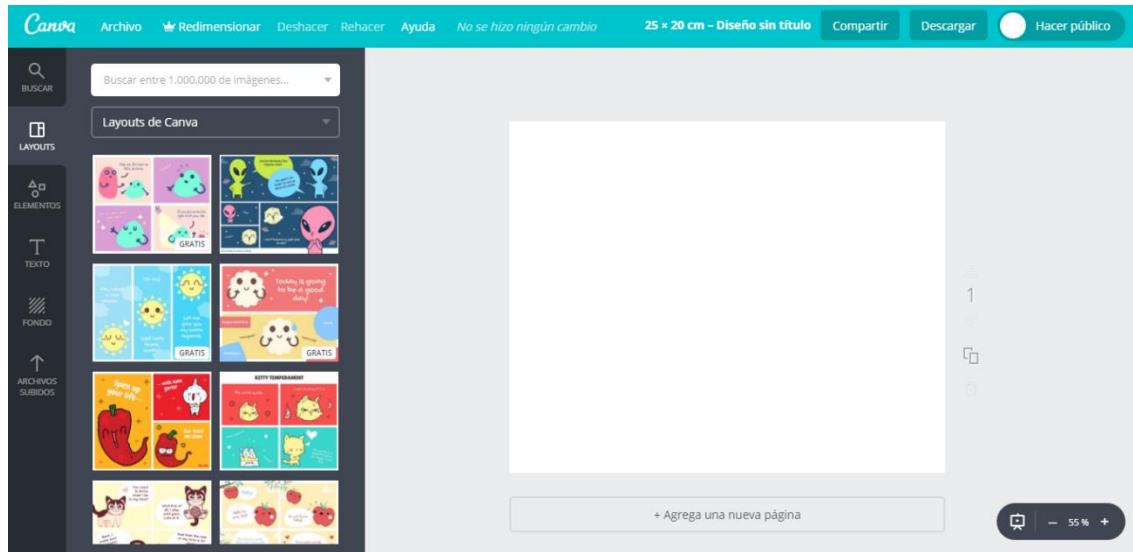 Canva Archivo Redimensionar Deshacer Rehacer Ayuda No se hizo ningún cambio 25 × 20 cm – Diseño sin título Compartir Descargar Hacer público
BUSCAR
Buscar entre 1.000.000 de imágenes...
Layouts de Canva
LAYOUTS
ELEMENTOS
TEXTO
FONDO
ARCHIVOS
SUBIDOS
GRATIS
GRATIS
Today is going
to be a good
day!
GRATIS
Spice up
your life...
KITTY TEMPERAMENT
1
+ Agrega una nueva página
– 55 % +